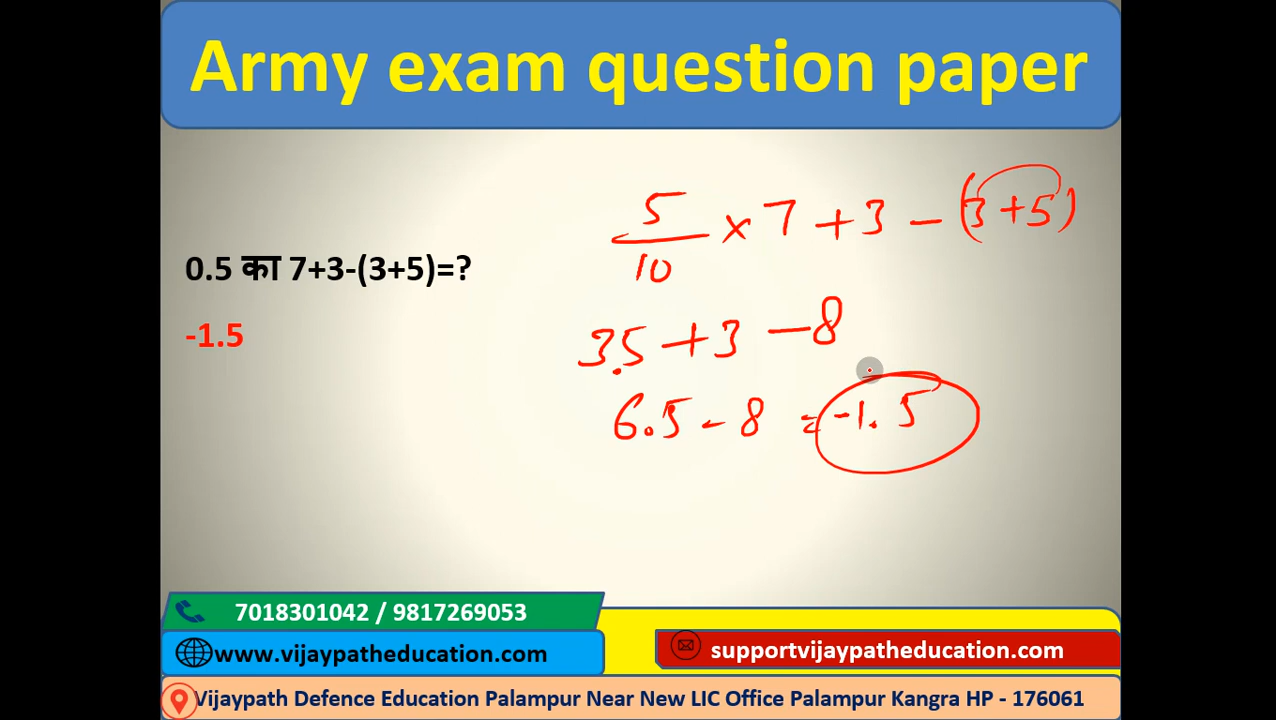 Army exam question paper
0.5 का 7+3-(3+5)=?
-1.5
5/10 × 7 + 3 - (3 + 5)
3.5 + 3 - 8
6.5 - 8 = -1.5
7018301042 / 9817269053
www.vijaypatheducation.com
supportvijaypatheducation.com
Vijaypath Defence Education Palampur Near New LIC Office Palampur Kangra HP - 176061